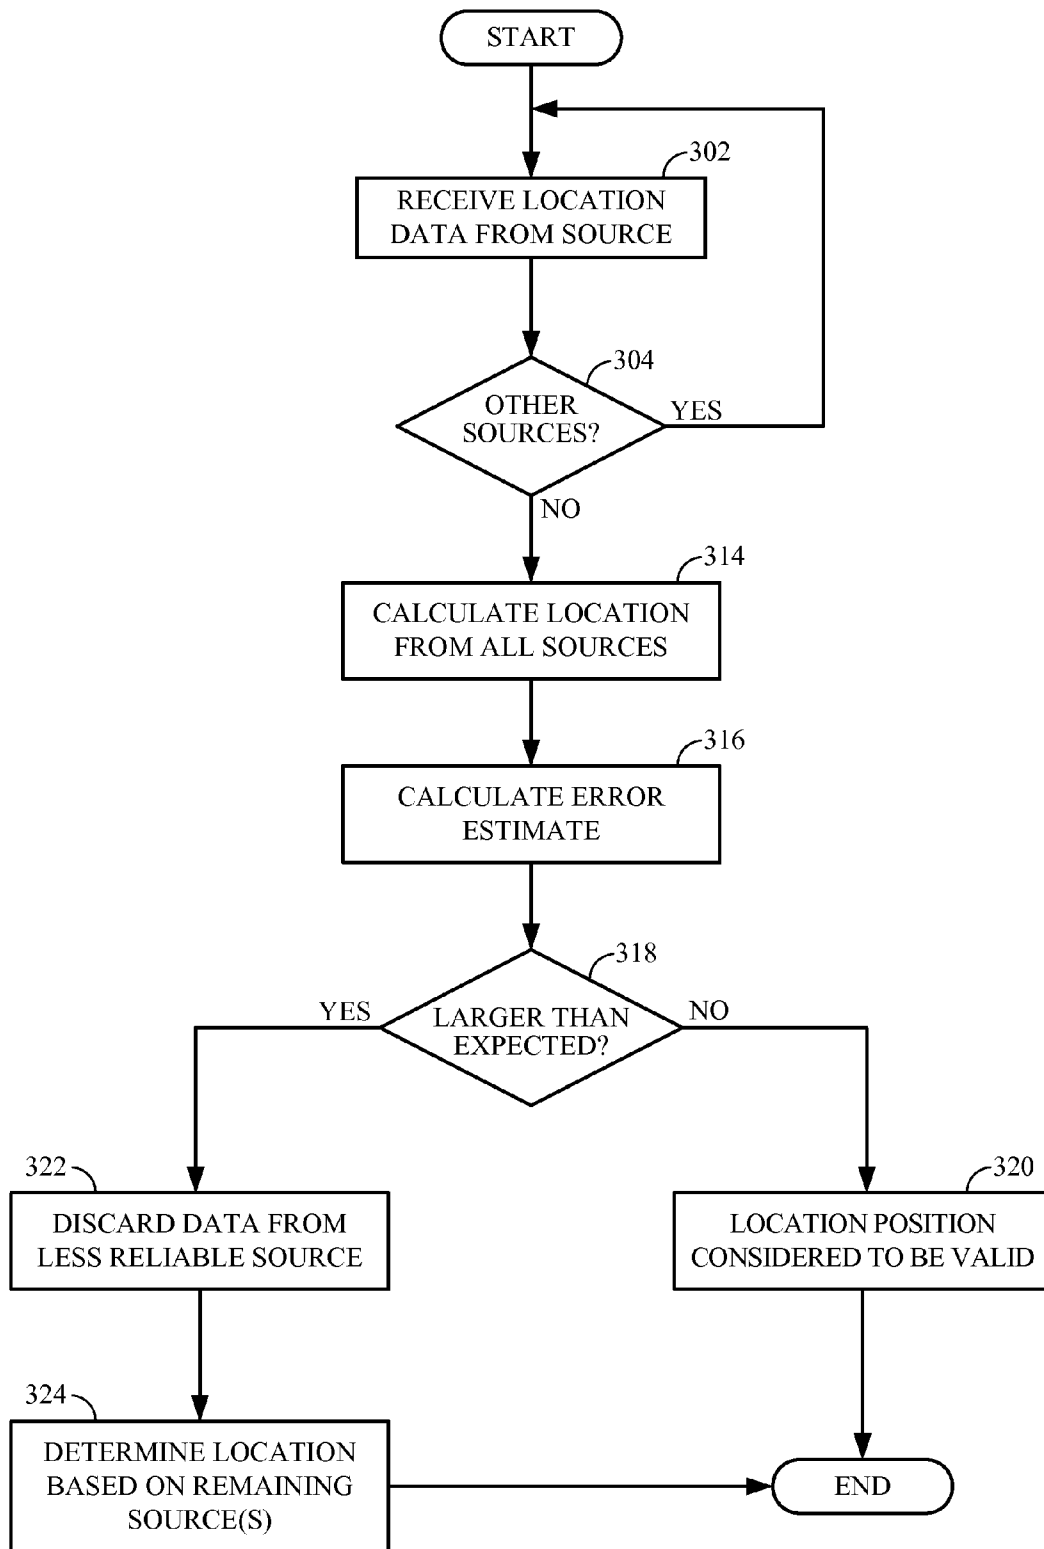 START
302
RECEIVE LOCATION
DATA FROM SOURCE
304
OTHER
SOURCES?
YES
NO
314
CALCULATE LOCATION
FROM ALL SOURCES
316
CALCULATE ERROR
ESTIMATE
318
YES
LARGER THAN
EXPECTED?
NO
322
DISCARD DATA FROM
LESS RELIABLE SOURCE
320
LOCATION POSITION
CONSIDERED TO BE VALID
324
DETERMINE LOCATION
BASED ON REMAINING
SOURCE(S)
END